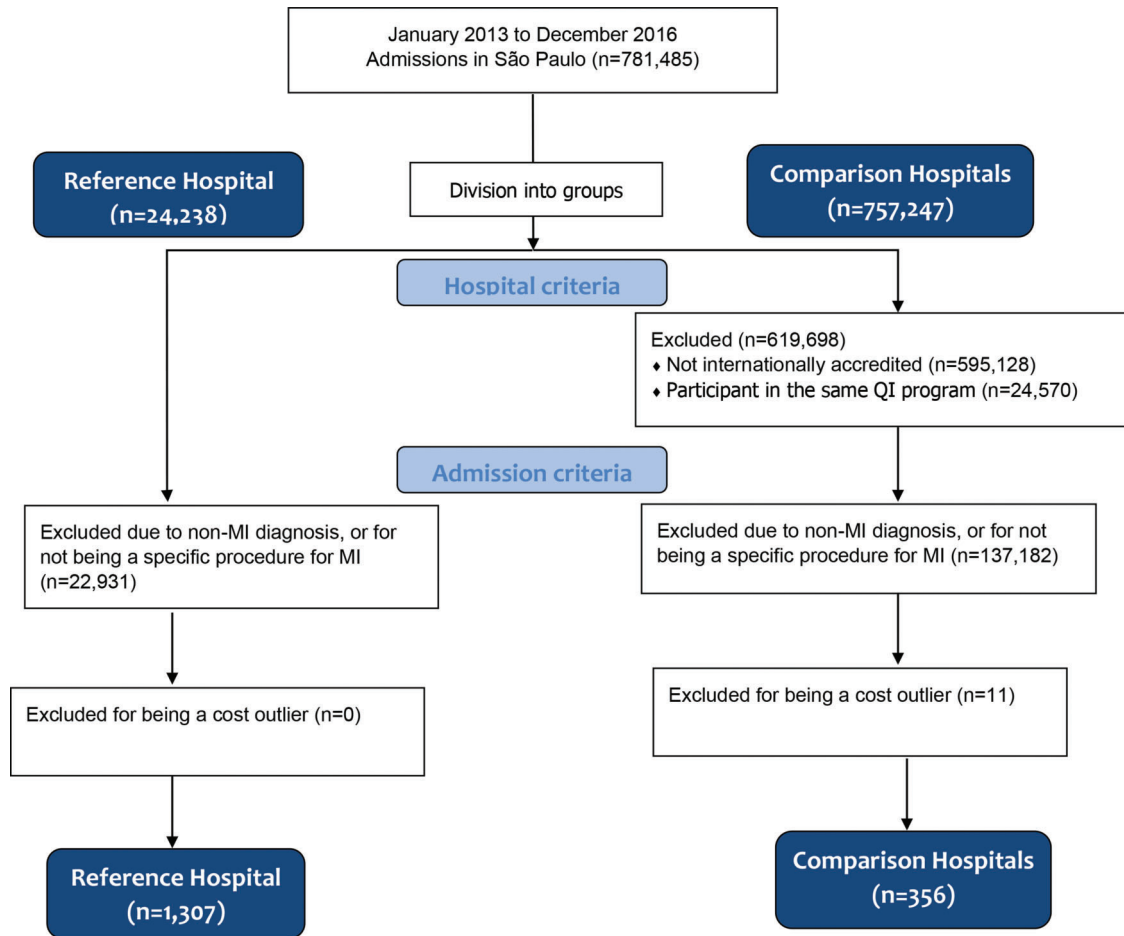 January 2013 to December 2016
Admissions in São Paulo (n=781,485)
Reference Hospital
(n=24,238)
Division into groups
Comparison Hospitals
(n=757,247)
Hospital criteria
Excluded (n=619,698)
♦ Not internationally accredited (n=595,128)
♦ Participant in the same QI program (n=24,570)
Admission criteria
Excluded due to non-MI diagnosis, or for
not being a specific procedure for MI
(n=22,931)
Excluded due to non-MI diagnosis, or for not
being a specific procedure for MI (n=137,182)
Excluded for being a cost outlier (n=0)
Excluded for being a cost outlier (n=11)
Reference Hospital
(n=1,307)
Comparison Hospitals
(n=356)